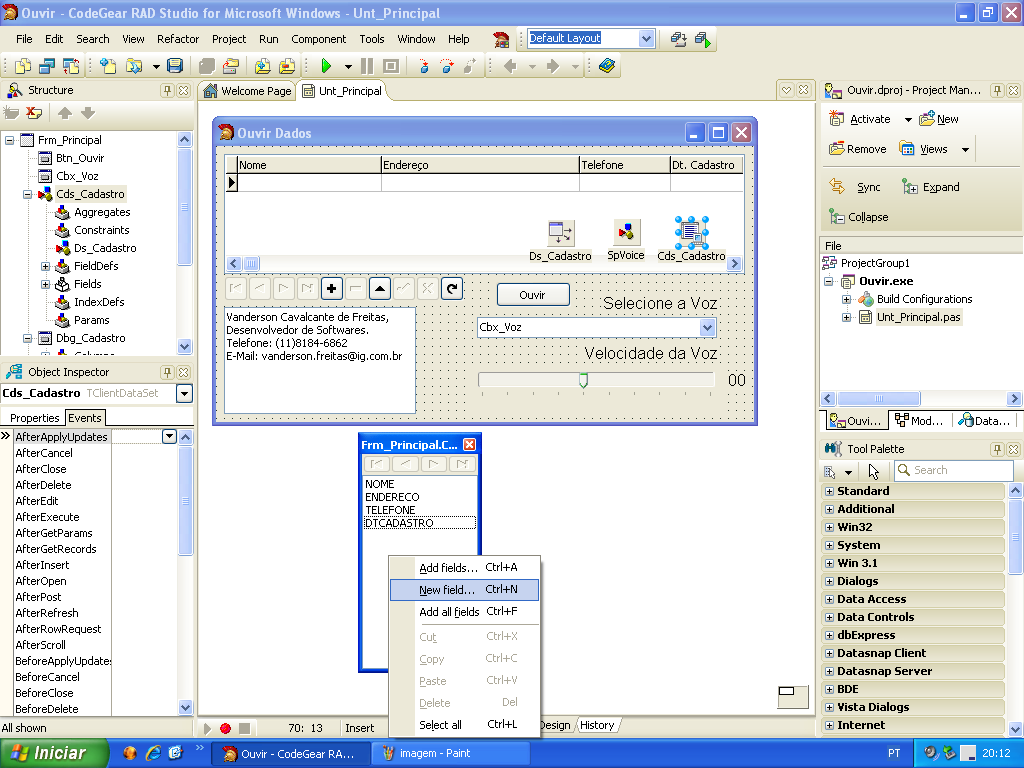 Ouvir - CodeGear RAD Studio for Microsoft Windows - Unt_Principal
File Edit Search View Refactor Project Run Component Tools Window Help
Default Layout
Structure
Frm_Principal
Btn_Ouvir
Cbx_Voz
Cds_Cadastro
Aggregates
Constraints
Ds_Cadastro
FieldDefs
Fields
IndexDefs
Params
Dbg_Cadastro
Columns
Object Inspector
Cds_Cadastro TClientDataSet
Properties Events
AfterApplyUpdates
AfterCancel
AfterClose
AfterDelete
AfterEdit
AfterExecute
AfterGetParams
AfterGetRecords
AfterInsert
AfterOpen
AfterPost
AfterRefresh
AfterRowRequest
AfterScroll
BeforeApplyUpdates
BeforeCancel
BeforeClose
BeforeDelete
All shown
Welcome Page Unt_Principal
Ouvir Dados
Nome Endereço Telefone Dt. Cadastro
Ds_Cadastro SpVoice Cds_Cadastro
Ouvir
Selecione a Voz
Cbx_Voz
Velocidade da Voz
00
Vanderson Cavalcante de Freitas,
Desenvolvedor de Softwares.
Telefone: (11)8184-6862
E-Mail: vanderson.freitas@ig.com.br
Frm_Principal.C...
NOME
ENDERECO
TELEFONE
DTCADASTRO
Add fields... Ctrl+A
New field... Ctrl+N
Add all fields Ctrl+F
Cut Ctrl+X
Copy Ctrl+C
Paste Ctrl+V
Delete Del
Select all Ctrl+L
70: 13 Insert Design History
Ouvir.dproj - Project Man...
Activate New
Remove Views
Sync Expand
Collapse
File
ProjectGroup1
Ouvir.exe
Build Configurations
Unt_Principal.pas
Ouvi... Mod... Data...
Tool Palette
Search
Standard
Additional
Win32
System
Win 3.1
Dialogs
Data Access
Data Controls
dbExpress
Datasnap Client
Datasnap Server
BDE
Vista Dialogs
Internet
Iniciar
Ouvir - CodeGear RA...
imagem - Paint
PT
20:12